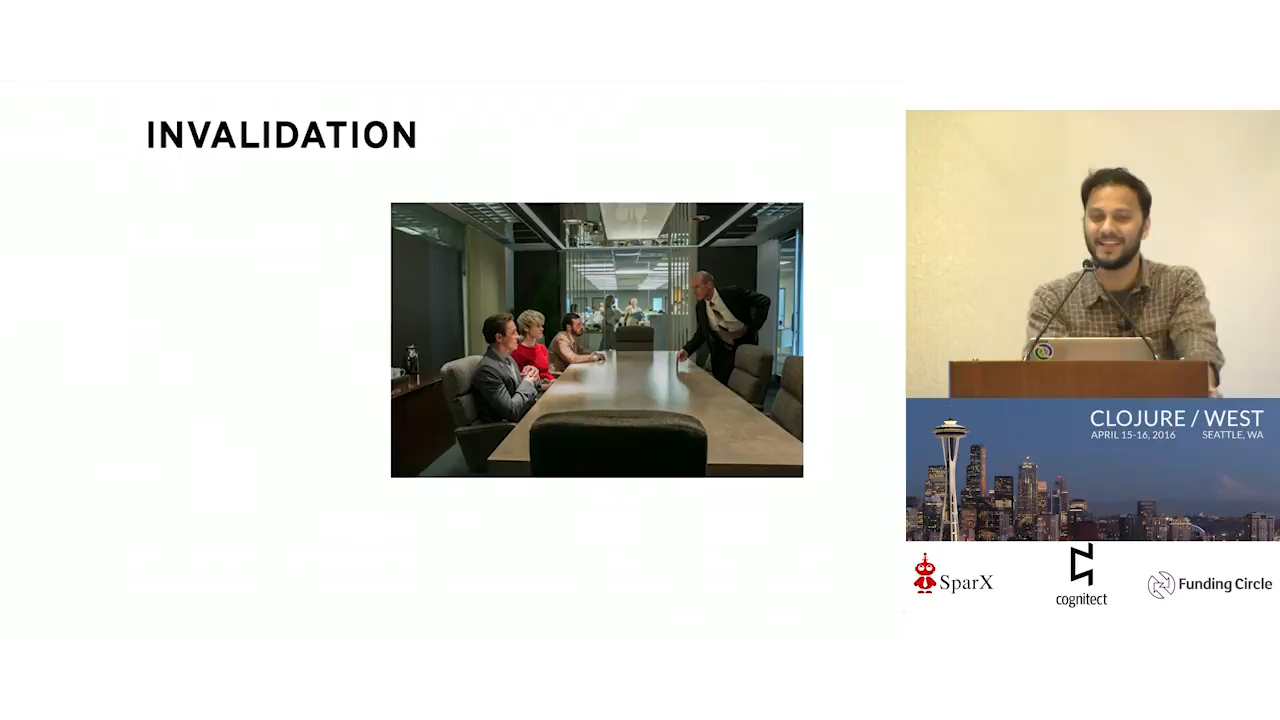 INVALIDATION
CLOJURE / WEST
APRIL 15-16, 2016 SEATTLE, WA
SparX
cognitect
Funding Circle